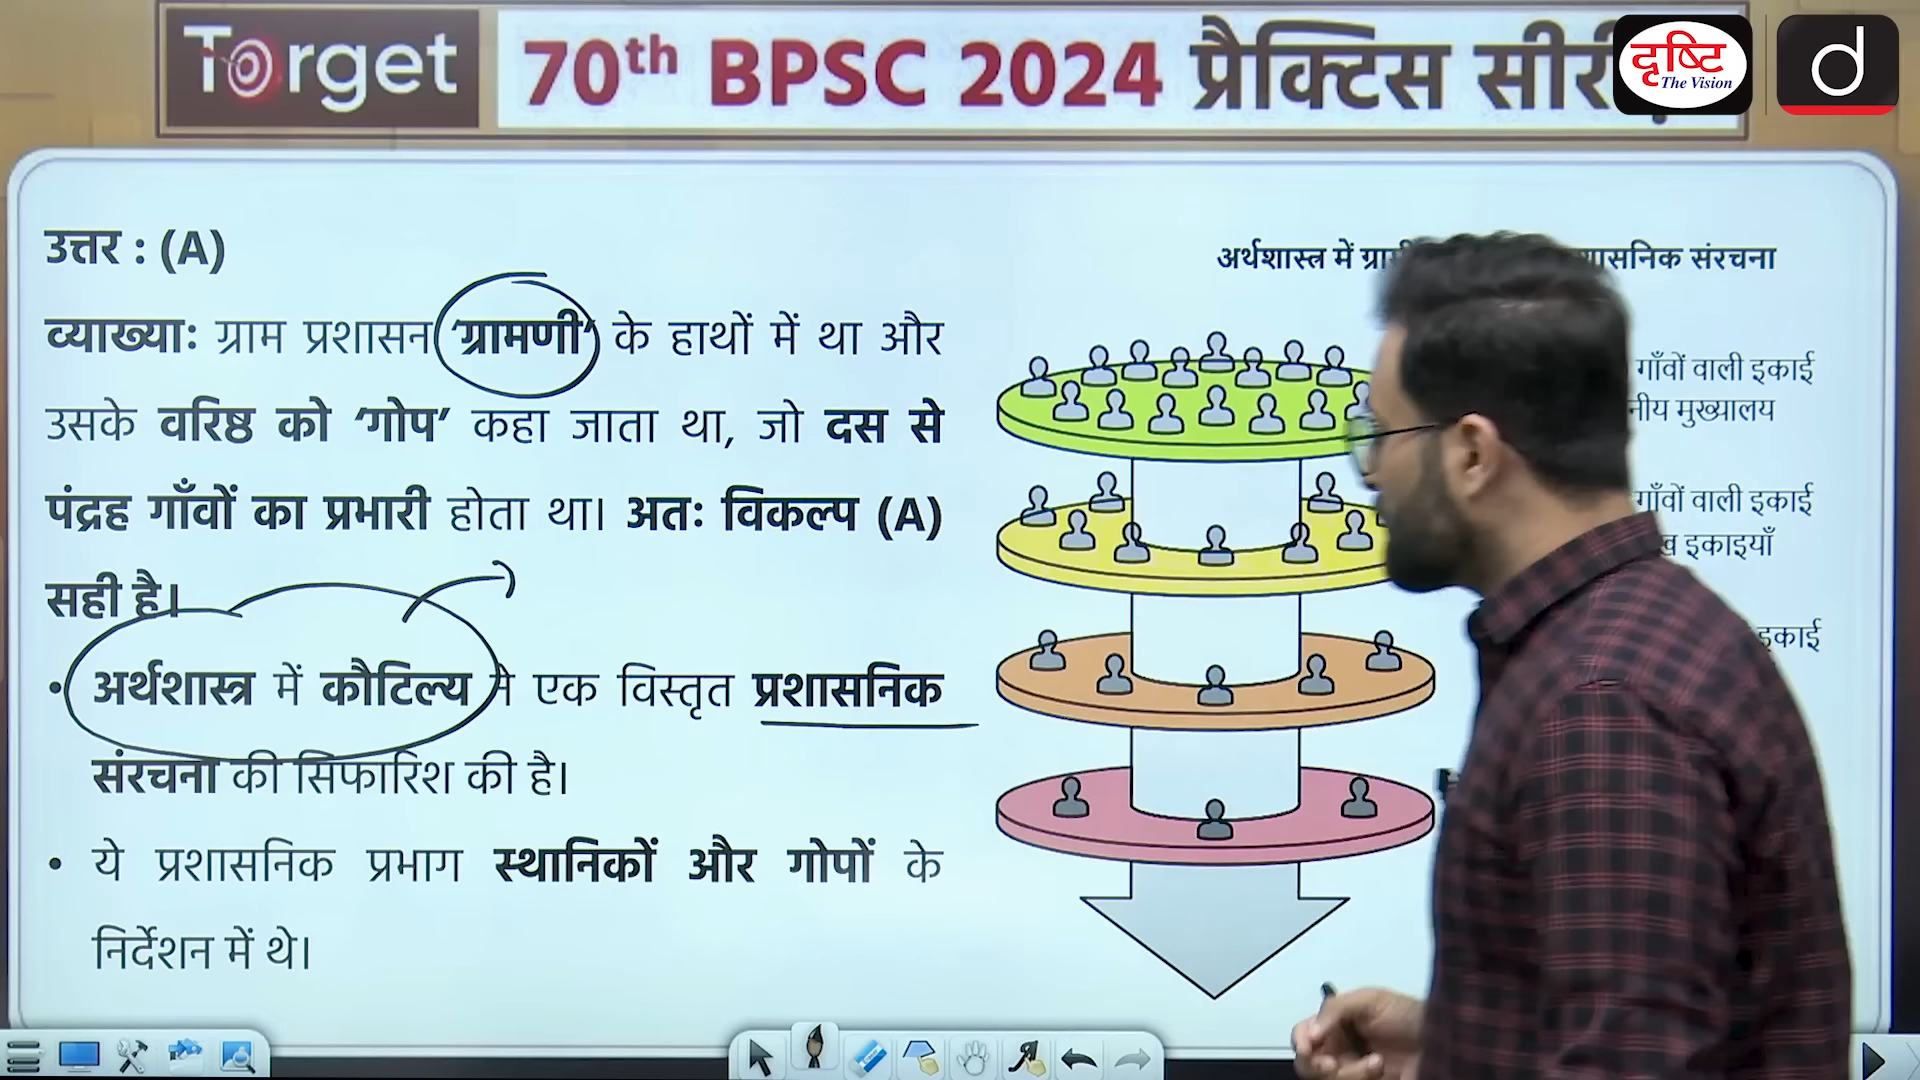 Target
70th BPSC 2024 प्रैक्टिस
दृष्टि
The Vision
d
उत्तर : (A)
व्याख्याः ग्राम प्रशासन 'ग्रामणी' के हाथों में था और
उसके वरिष्ठ को 'गोप' कहा जाता था, जो दस से
पंद्रह गाँवों का प्रभारी होता था। अतः विकल्प (A)
सही है।
• अर्थशास्त्र में कौटिल्य ने एक विस्तृत प्रशासनिक
संरचना की सिफारिश की है।
• ये प्रशासनिक प्रभाग स्थानिकों और गोपों के
निर्देशन में थे।
अर्थशास्त्र में संरचना
गाँवों वाली इकाई
मुख्यालय
गाँवों वाली इकाई
इकाइयाँ
इकाई